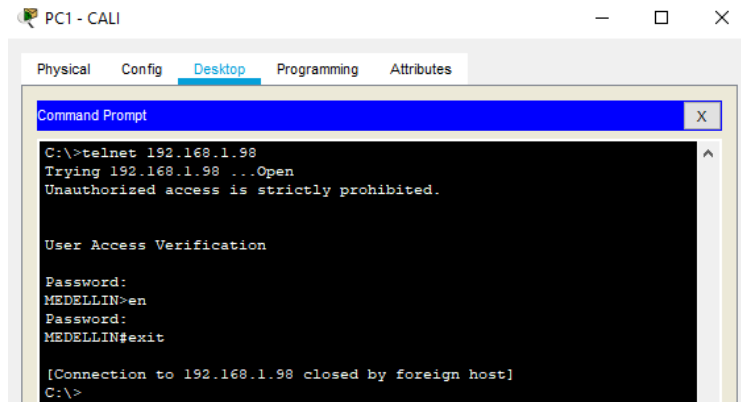 PC1 - CALI
Physical Config Desktop Programming Attributes
Command Prompt
X
C:\>telnet 192.168.1.98
Trying 192.168.1.98 ...Open
Unauthorized access is strictly prohibited.
User Access Verification
Password:
MEDELLIN>en
Password:
MEDELLIN#exit
[Connection to 192.168.1.98 closed by foreign host]
C:\>